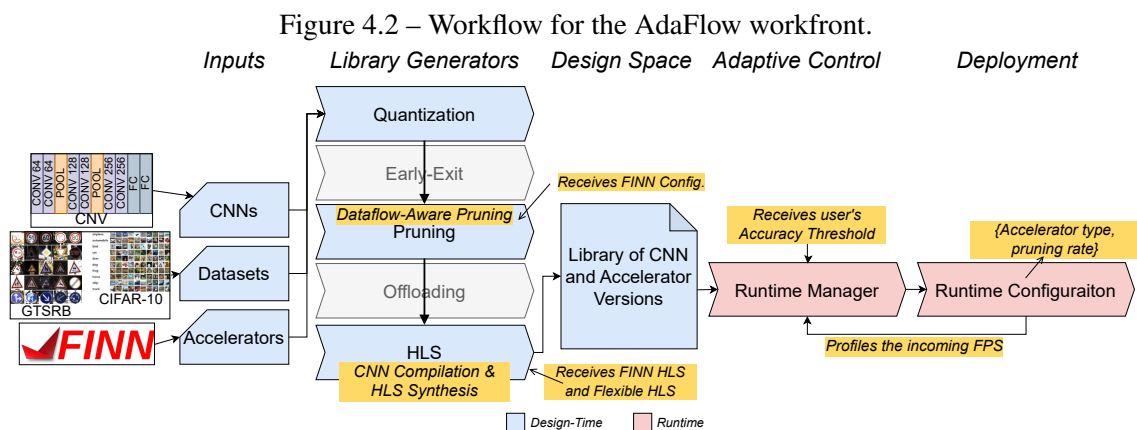 Figure 4.2 – Workflow for the AdaFlow workfront.
Inputs
Library Generators
Design Space
Adaptive Control
Deployment
CONV 64
CONV 64
POOL
CONV 128
CONV 128
POOL
CONV 256
CONV 256
FC
FC
CNV
GTSRB
CIFAR-10
FINN
CNNs
Datasets
Accelerators
Quantization
Early-Exit
Dataflow-Aware Pruning
Pruning
Offloading
HLS
CNN Compilation &
HLS Synthesis
Receives FINN Config.
Receives FINN HLS
and Flexible HLS
Library of CNN
and Accelerator
Versions
Receives user's
Accuracy Threshold
Runtime Manager
{Accelerator type,
pruning rate}
Runtime Configuraiton
Profiles the incoming FPS
Design-Time
Runtime